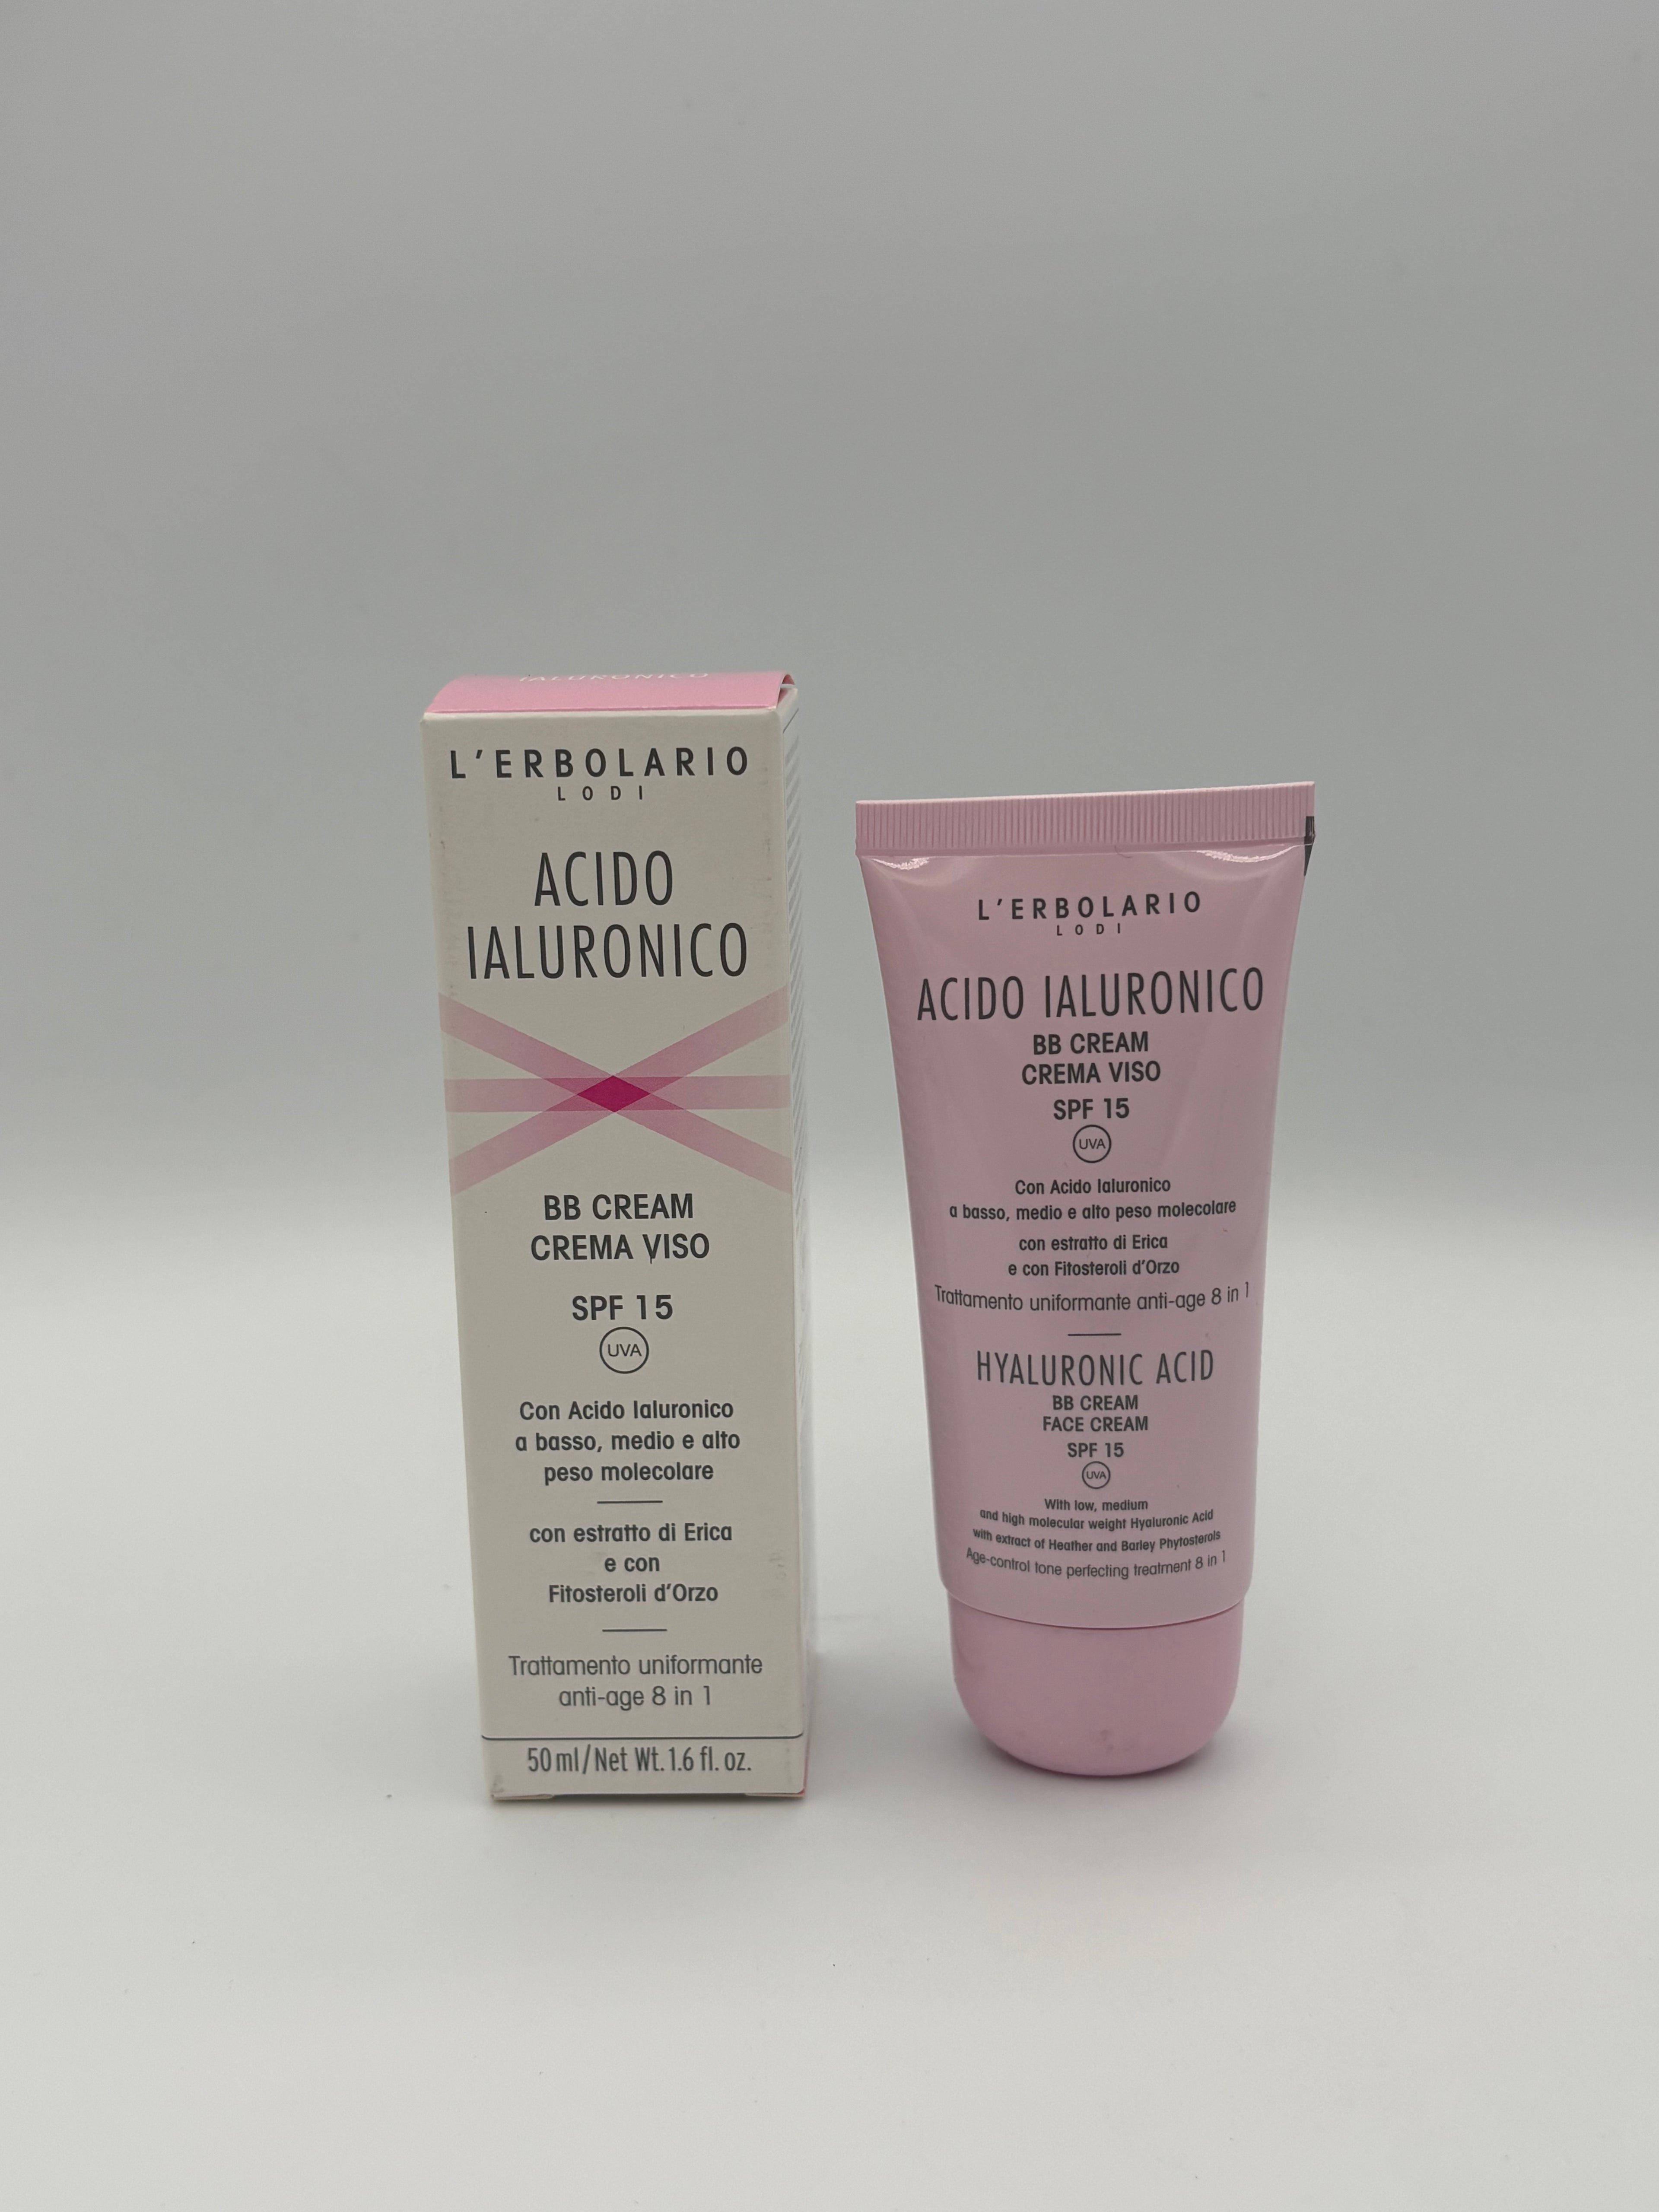 IALURONICO
L'ERBOLARIO
LODI
ACIDO
IALURONICO
BB CREAM
CREMA VISO
SPF 15
UVA
Con Acido Ialuronico
a basso, medio e alto
peso molecolare
con estratto di Erica
e con
Fitosteroli d'Orzo
Trattamento uniformante
anti-age 8 in 1
50 ml/Net Wt. 1.6 fl. oz.
L'ERBOLARIO
LODI
ACIDO IALURONICO
BB CREAM
CREMA VISO
SPF 15
UVA
Con Acido Ialuronico
a basso, medio e alto peso molecolare
con estratto di Erica
e con Fitosteroli d'Orzo
Trattamento uniformante anti-age 8 in 1
HYALURONIC ACID
BB CREAM
FACE CREAM
SPF 15
UVA
With low, medium
and high molecular weight Hyaluronic Acid
with extract of Heather and Barley Phytosterols
Age-control tone perfecting treatment 8 in 1